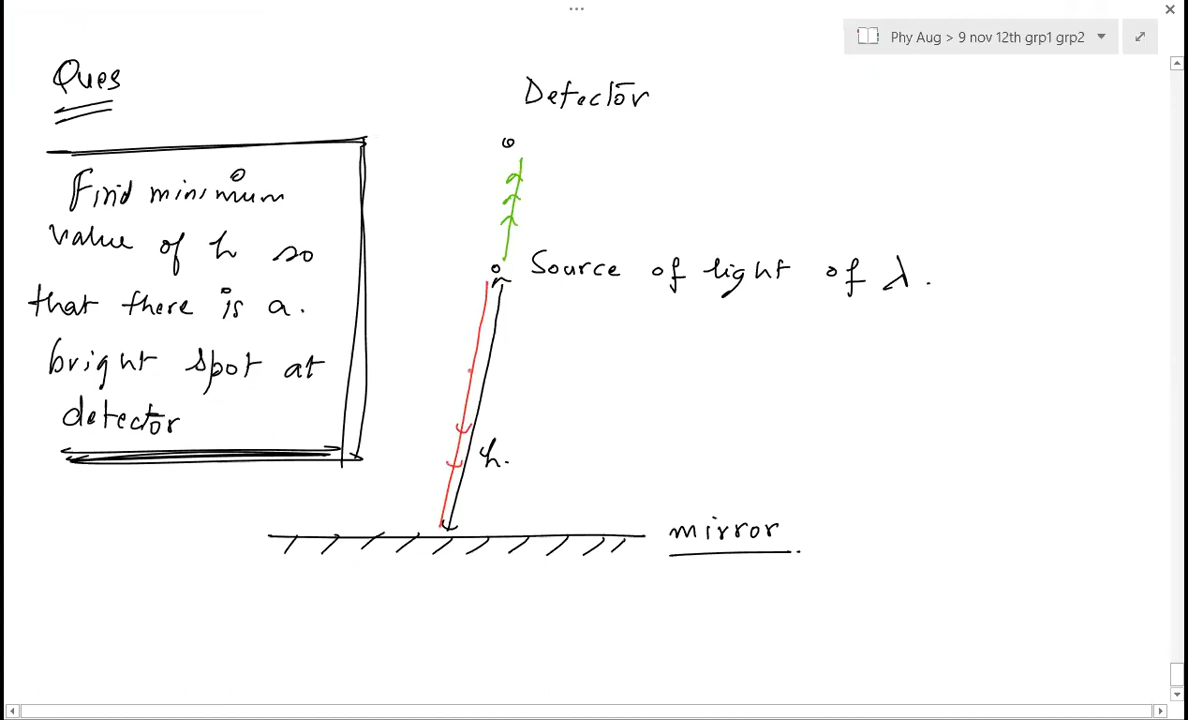 Phy Aug > 9 nov 12th grp1 grp2
Ques
Detector
Find minimum
value of h so
that there is a.
bright spot at
detector
Source of light of λ.
h.
mirror